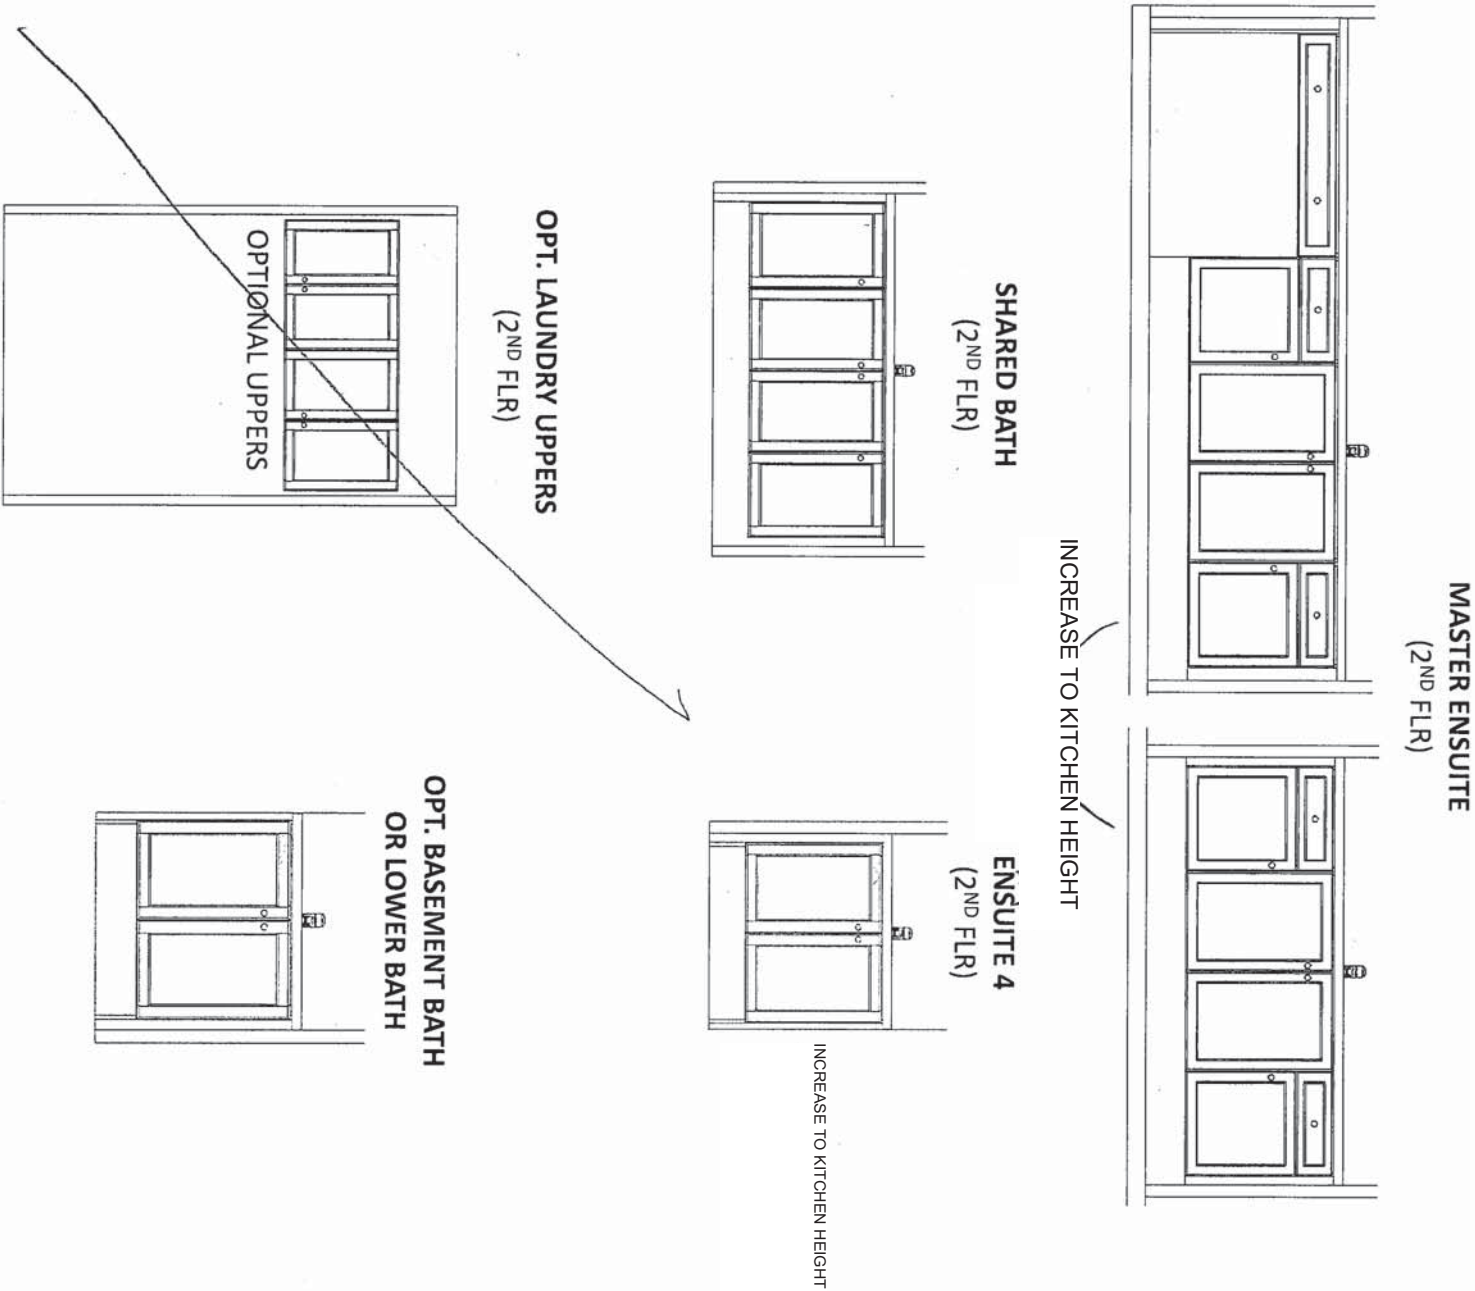 MASTER ENSUITE
(2ND FLR)
INCREASE TO KITCHEN HEIGHT
SHARED BATH
(2ND FLR)
ENSUITE 4
(2ND FLR)
INCREASE TO KITCHEN HEIGHT
OPT. LAUNDRY UPPERS
(2ND FLR)
OPTIONAL UPPERS
OPT. BASEMENT BATH
OR LOWER BATH